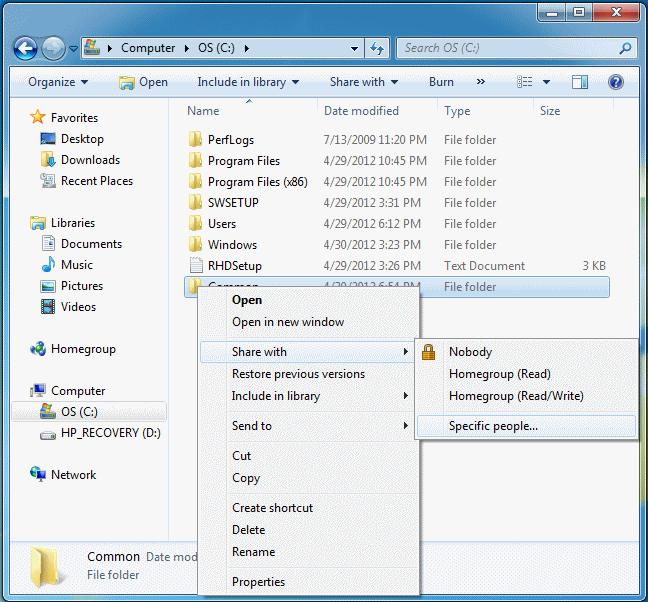 Computer OS (C:) Search OS (C:)
Organize Open Include in library Share with Burn »
Name Date modified Type Size
Favorites
Desktop
Downloads
Recent Places
Libraries
Documents
Music
Pictures
Videos
Homegroup
Computer
OS (C:)
HP_RECOVERY (D:)
Network
PerfLogs 7/13/2009 11:20 PM File folder
Program Files 4/29/2012 10:45 PM File folder
Program Files (x86) 4/29/2012 10:45 PM File folder
SWSETUP 4/29/2012 3:31 PM File folder
Users 4/29/2012 6:12 PM File folder
Windows 4/30/2012 3:23 PM File folder
RHDSetup 4/29/2012 3:26 PM Text Document 3 KB
Common File folder
Open
Open in new window
Share with
Restore previous versions
Include in library
Send to
Cut
Copy
Create shortcut
Delete
Rename
Properties
Nobody
Homegroup (Read)
Homegroup (Read/Write)
Specific people...
Common Date mod
File folder